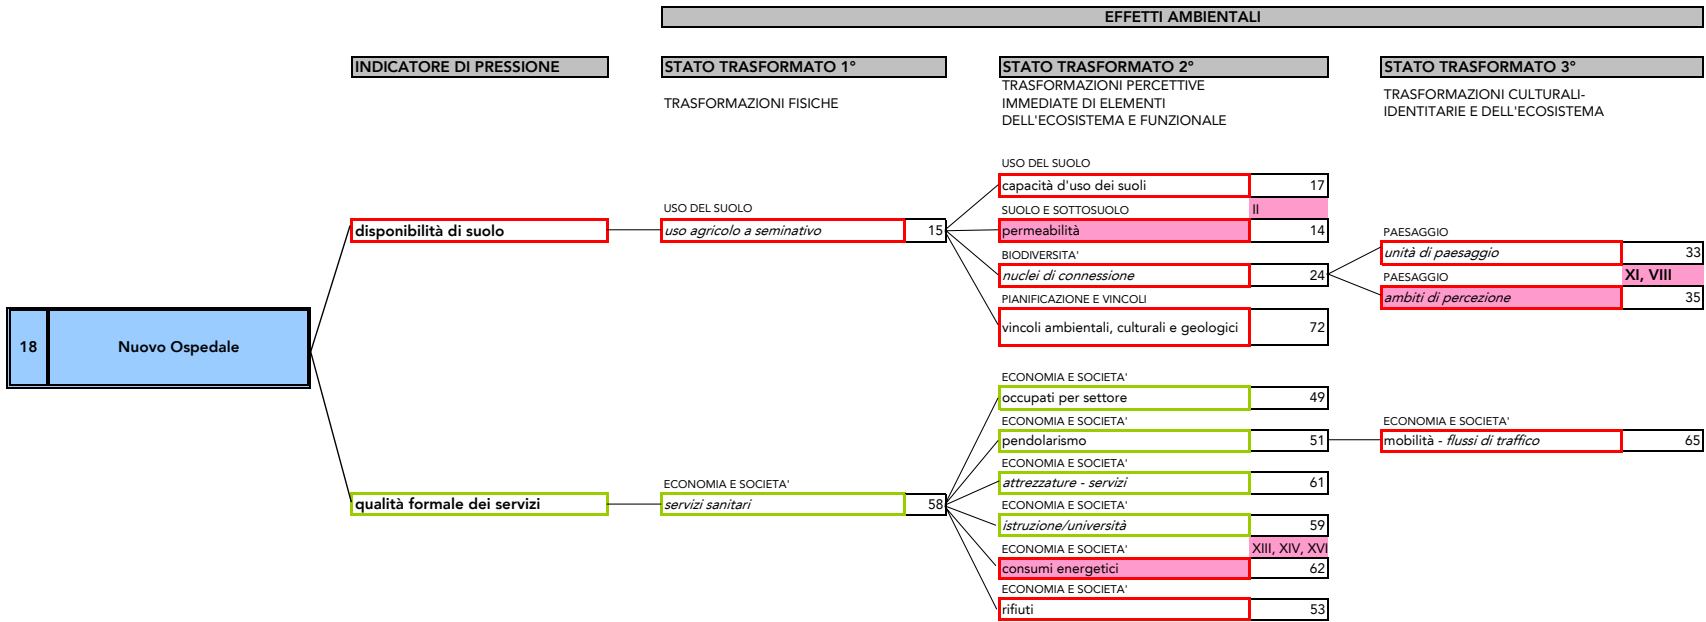 EFFETTI AMBIENTALI
INDICATORE DI PRESSIONE
STATO TRASFORMATO 1°
STATO TRASFORMATO 2°
STATO TRASFORMATO 3°
TRASFORMAZIONI FISICHE
TRASFORMAZIONI PERCETTIVE
IMMEDIATE DI ELEMENTI
DELL'ECOSISTEMA E FUNZIONALE
TRASFORMAZIONI CULTURALI-
IDENTITARIE E DELL'ECOSISTEMA
18 Nuovo Ospedale
disponibilità di suolo
USO DEL SUOLO
uso agricolo a seminativo 15
USO DEL SUOLO
capacità d'uso dei suoli 17
SUOLO E SOTTOSUOLO II
permeabilità 14
BIODIVERSITA'
nuclei di connessione 24
PIANIFICAZIONE E VINCOLI
vincoli ambientali, culturali e geologici 72
PAESAGGIO
unità di paesaggio 33
PAESAGGIO XI, VIII
ambiti di percezione 35
qualità formale dei servizi
ECONOMIA E SOCIETA'
servizi sanitari 58
ECONOMIA E SOCIETA'
occupati per settore 49
ECONOMIA E SOCIETA'
pendolarismo 51
ECONOMIA E SOCIETA'
attrezzature - servizi 61
ECONOMIA E SOCIETA'
istruzione/università 59
ECONOMIA E SOCIETA' XIII, XIV, XVI
consumi energetici 62
ECONOMIA E SOCIETA'
rifiuti 53
ECONOMIA E SOCIETA'
mobilità - flussi di traffico 65